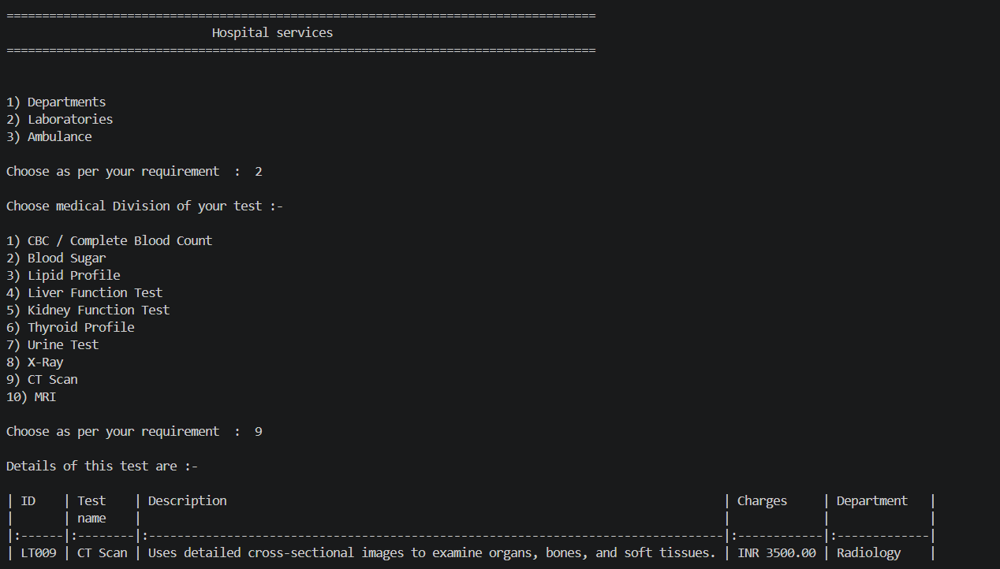 ===================================================================================
Hospital services
===================================================================================
1) Departments
2) Laboratories
3) Ambulance
Choose as per your requirement  :  2
Choose medical Division of your test :-
1) CBC / Complete Blood Count
2) Blood Sugar
3) Lipid Profile
4) Liver Function Test
5) Kidney Function Test
6) Thyroid Profile
7) Urine Test
8) X-Ray
9) CT Scan
10) MRI
Choose as per your requirement  :  9
Details of this test are :-
| ID    | Test    | Description                                                                      | Charges     | Department   |
|       | name    |                                                                                  |             |              |
|:------|:--------|:---------------------------------------------------------------------------------|:------------|:-------------|
| LT009 | CT Scan | Uses detailed cross-sectional images to examine organs, bones, and soft tissues. | INR 3500.00 | Radiology    |